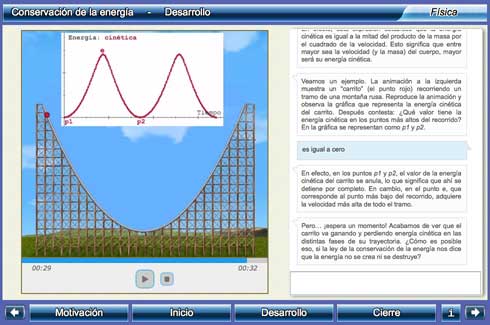 Conservación de la energía - Desarrollo
Física
Energía: cinética
e
Tiempo
p1
p2
00:29
00:32
En efecto, esta expresión establece que la energía
cinética es igual a la mitad del producto de la masa por
el cuadrado de la velocidad. Esto significa que entre
mayor sea la velocidad (y la masa) del cuerpo, mayor
será su energía cinética.
Veamos un ejemplo. La animación a la izquierda
muestra un "carrito" (el punto rojo) recorriendo un
tramo de una montaña rusa. Reproduce la animación y
observa la gráfica que representa la energía cinética
del carrito. Después contesta: ¿Qué valor tiene la
energía cinética en los puntos más altos del recorrido?
En la gráfica se representan como p1 y p2.
es igual a cero
En efecto, en los puntos p1 y p2, el valor de la energía
cinética del carrito se anula, lo que significa que ahí se
detiene por completo. En cambio, en el punto e, que
corresponde al punto más bajo del recorrido, adquiere
la velocidad más alta de todo el tramo.
Pero... ¡espera un momento! Acabamos de ver que el
carrito va ganando y perdiendo energía cinética en las
distintas fases de su trayectoria. ¿Cómo es posible
eso, si la ley de la conservación de la energía nos dice
que la energía no se crea ni se destruye?
Motivación
Inicio
Desarrollo
Cierre
i